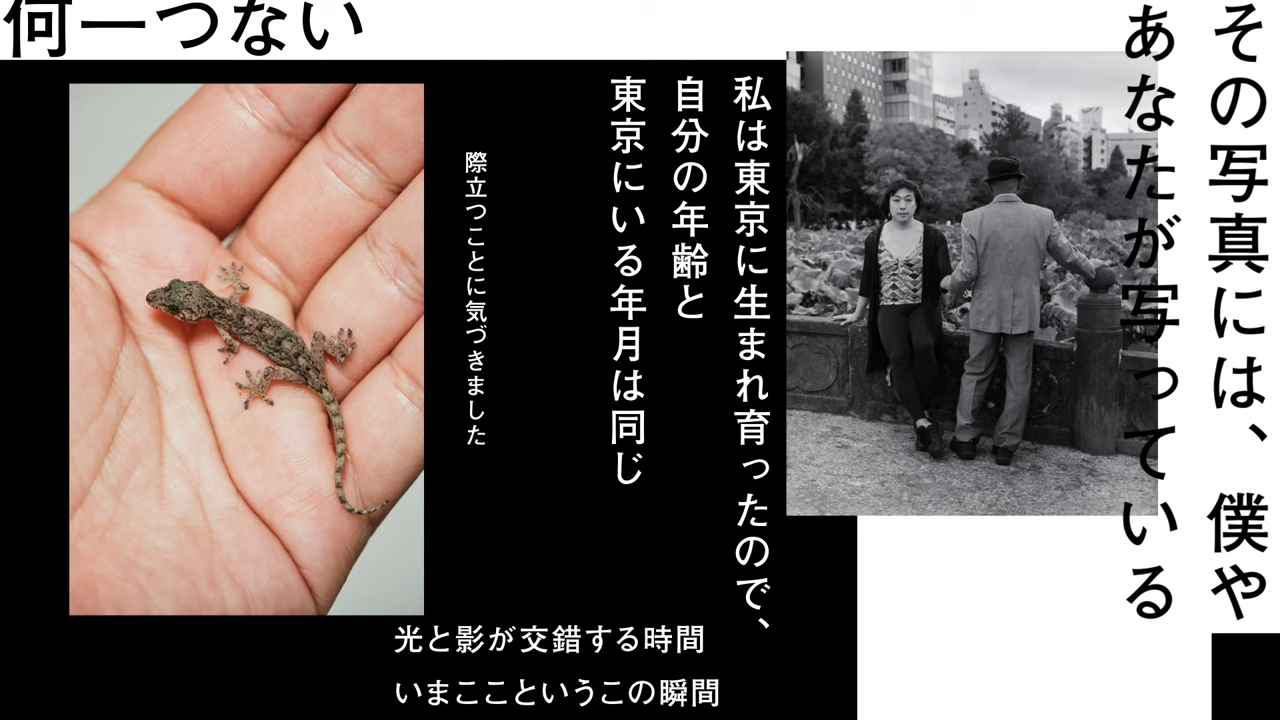 何一つない
その写真には、僕や
あなたが写っている
私は東京に生まれ育ったので、
自分の年齢と
東京にいる年月は同じ
際立つことに気づきました
光と影が交錯する時間
いまここというこの瞬間